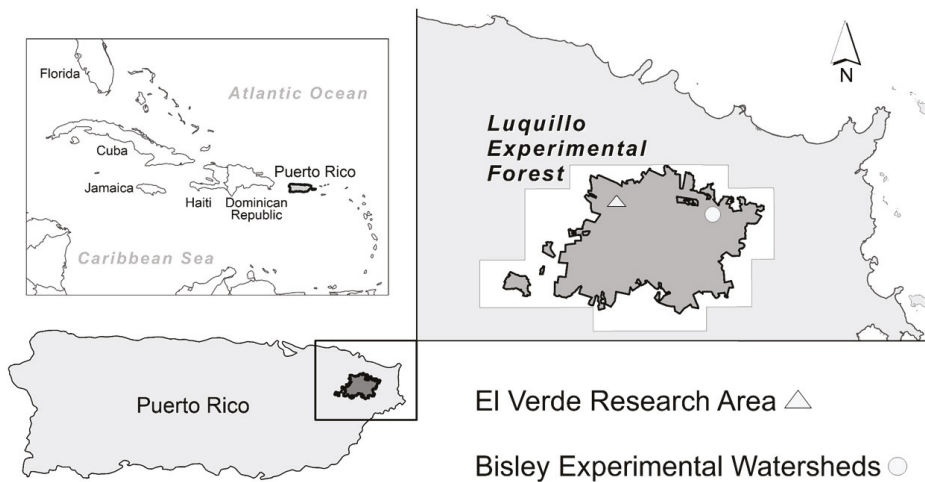 Florida
Atlantic Ocean
Cuba
Puerto Rico
Jamaica
Haiti
Dominican
Republic
Caribbean Sea
N
Luquillo
Experimental
Forest
Puerto Rico
El Verde Research Area
Bisley Experimental Watersheds